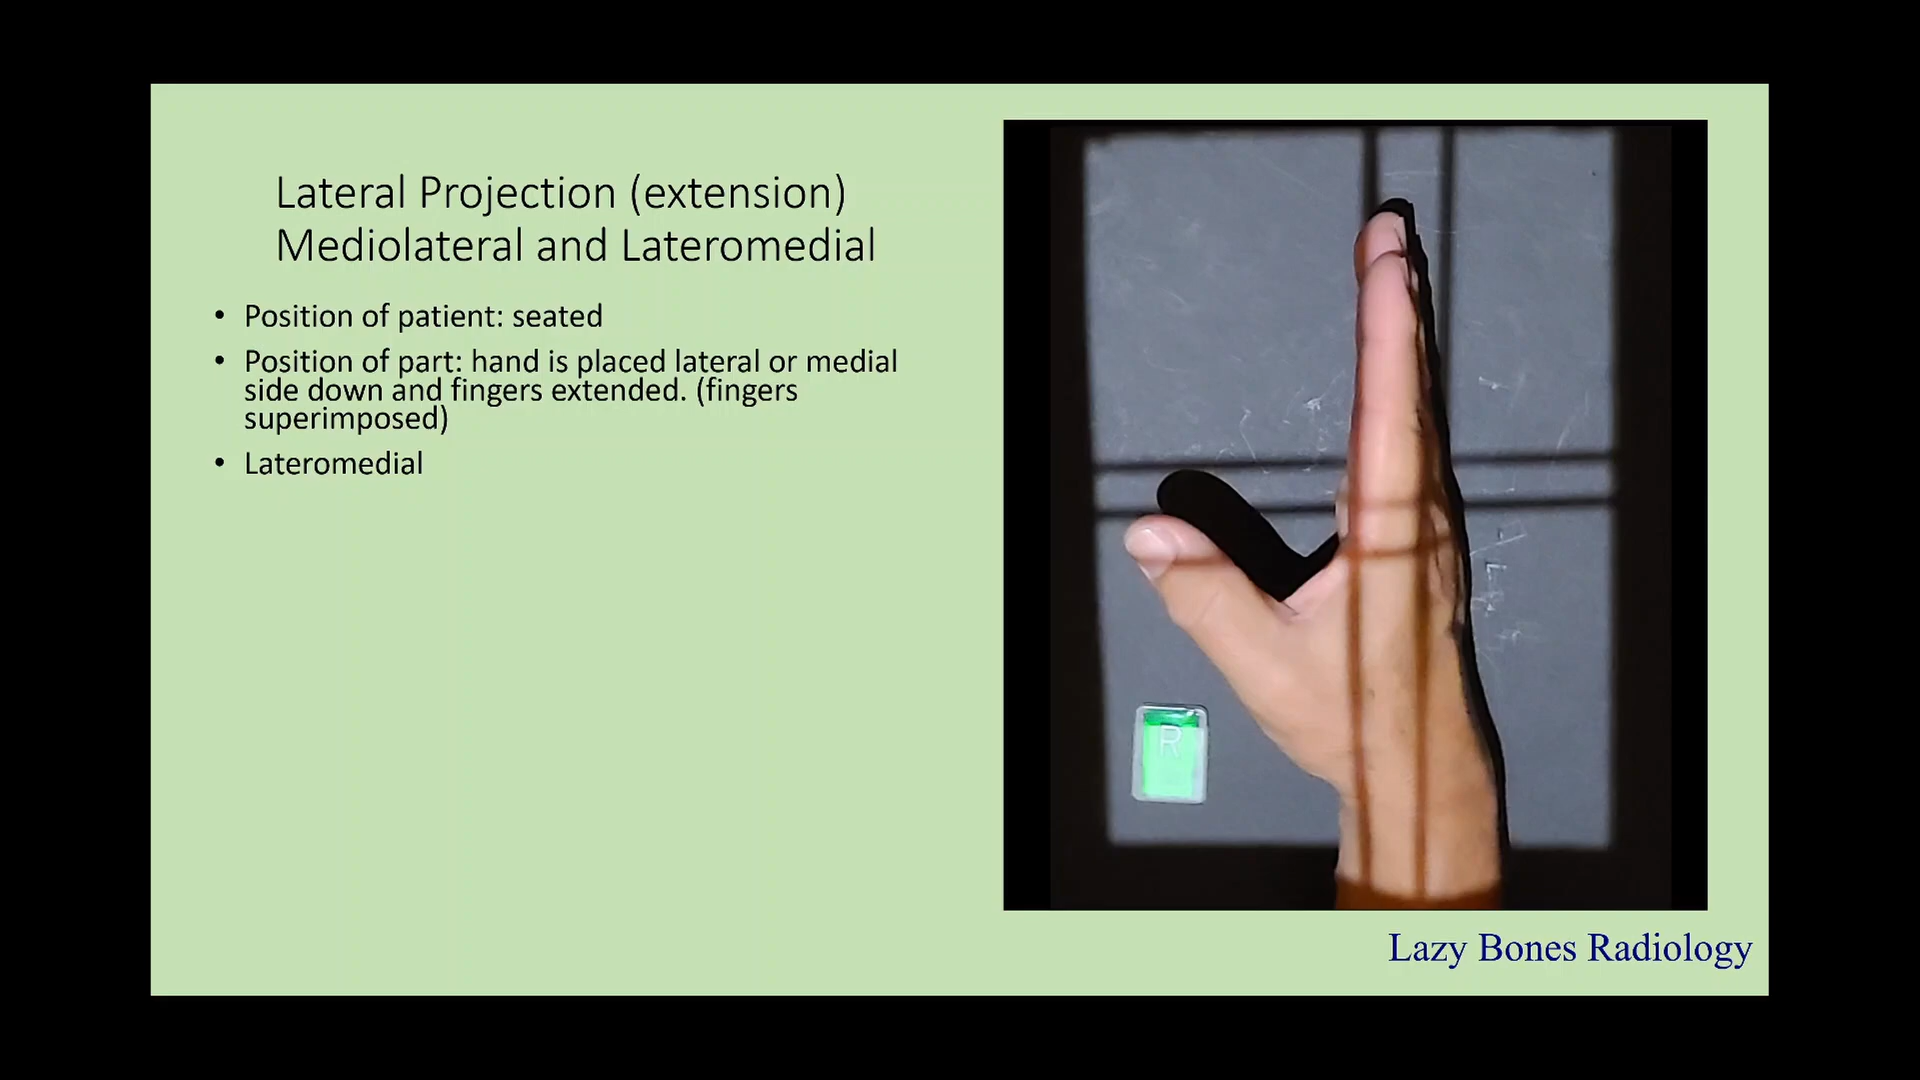 Lateral Projection (extension)
Mediolateral and Lateromedial
• Position of patient: seated
• Position of part: hand is placed lateral or medial
side down and fingers extended. (fingers
superimposed)
• Lateromedial
R
Lazy Bones Radiology